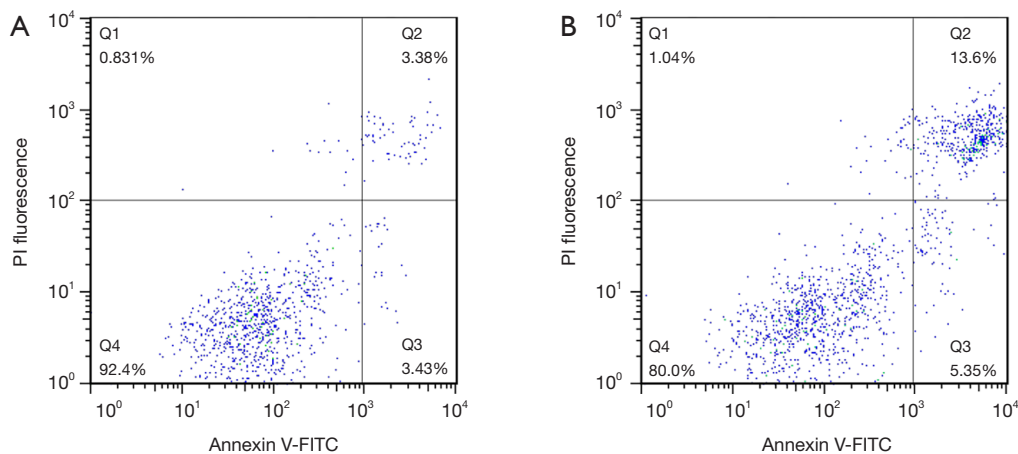 A
10^4
10^3
10^2
10^1
10^0
PI fluorescence
Q1
0.831%
Q2
3.38%
Q4
92.4%
Q3
3.43%
10^0 10^1 10^2 10^3 10^4
Annexin V-FITC
B
10^4
10^3
10^2
10^1
10^0
PI fluorescence
Q1
1.04%
Q2
13.6%
Q4
80.0%
Q3
5.35%
10^0 10^1 10^2 10^3 10^4
Annexin V-FITC